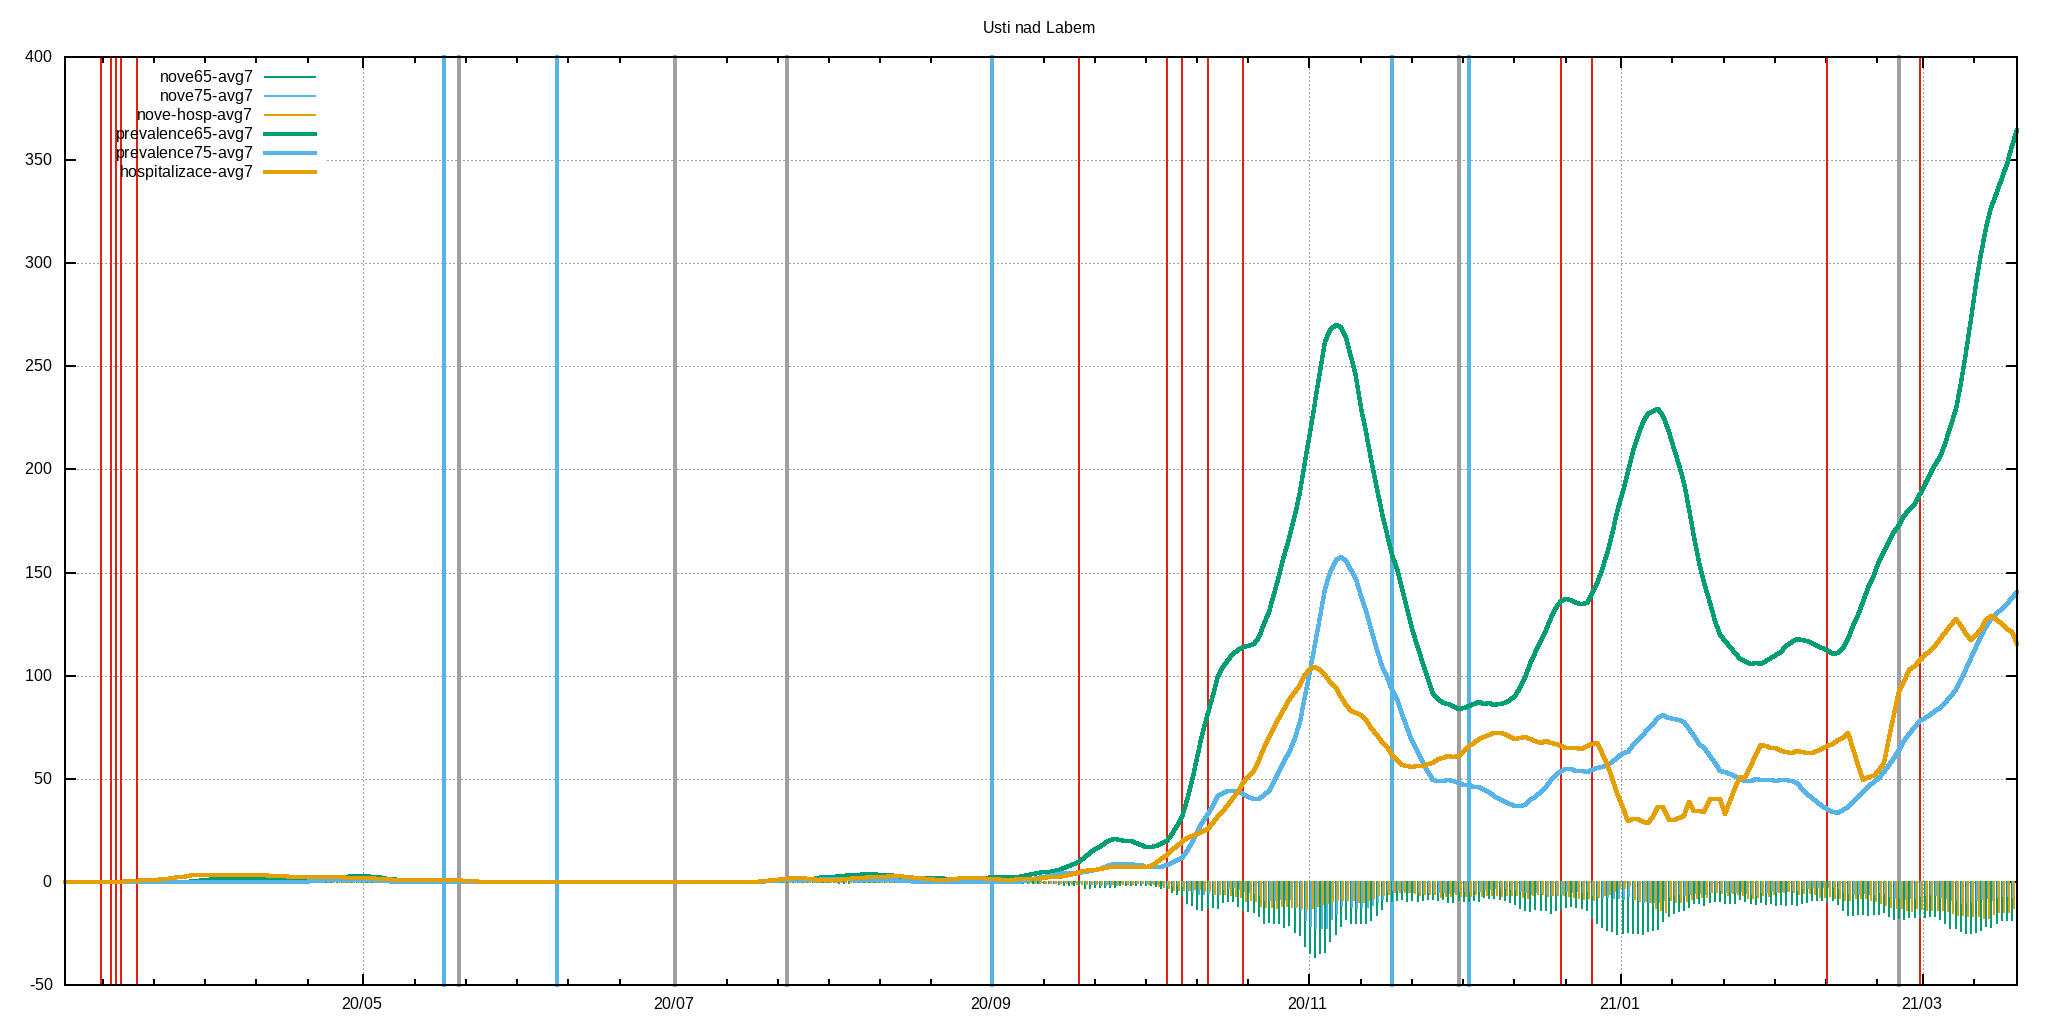 Usti nad Labem
400
350
300
250
200
150
100
50
0
-50
nove65-avg7
nove75-avg7
nove-hosp-avg7
prevalence65-avg7
prevalence75-avg7
hospitalizace-avg7
20/05 20/07 20/09 20/11 21/01 21/03